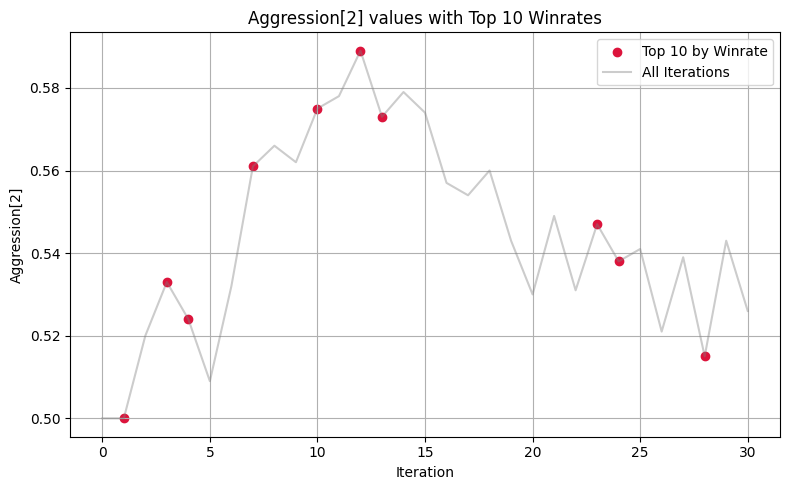 Aggression[2] values with Top 10 Winrates
Top 10 by Winrate
All Iterations
Aggression[2]
0.58
0.56
0.54
0.52
0.50
0
5
10
15
20
25
30
Iteration